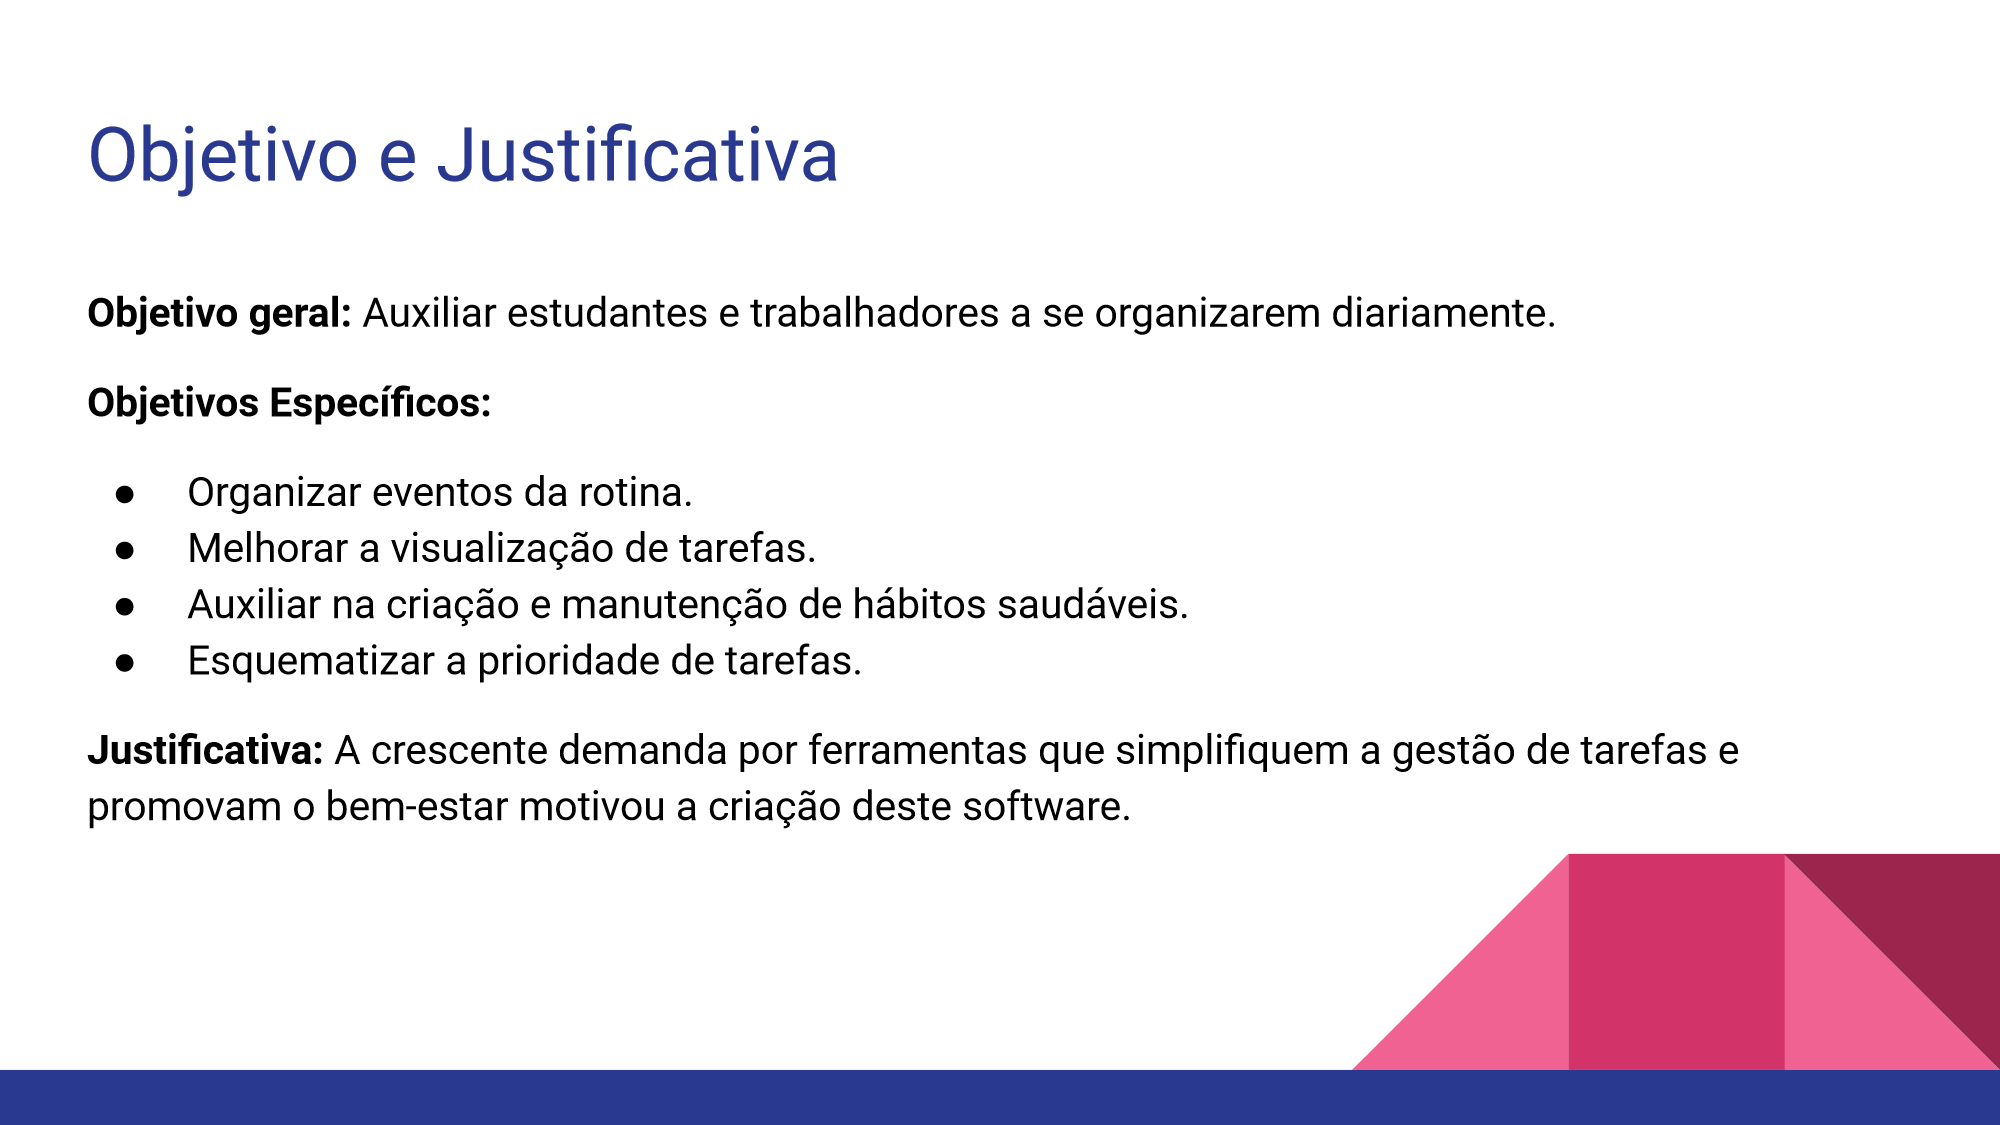 Objetivo e Justificativa
Objetivo geral: Auxiliar estudantes e trabalhadores a se organizarem diariamente.
Objetivos Específicos:
● Organizar eventos da rotina.
● Melhorar a visualização de tarefas.
● Auxiliar na criação e manutenção de hábitos saudáveis.
● Esquematizar a prioridade de tarefas.
Justificativa: A crescente demanda por ferramentas que simplifiquem a gestão de tarefas e
promovam o bem-estar motivou a criação deste software.